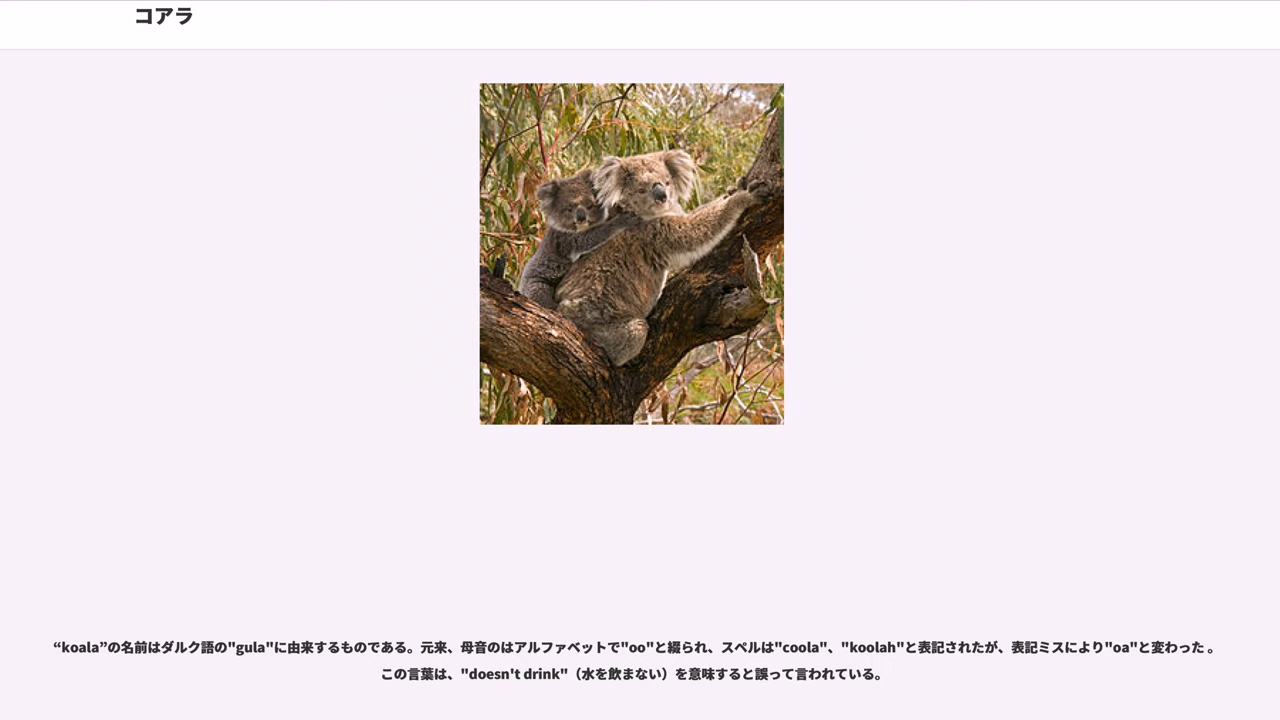 コアラ
“koala”の名前はダルク語の"gula"に由来するものである。元来、母音のはアルファベットで"oo"と綴られ、スペルは"coola"、"koolah"と表記されたが、表記ミスにより"oa"と変わった 。
この言葉は、"doesn't drink"（水を飲まない）を意味すると誤って言われている。